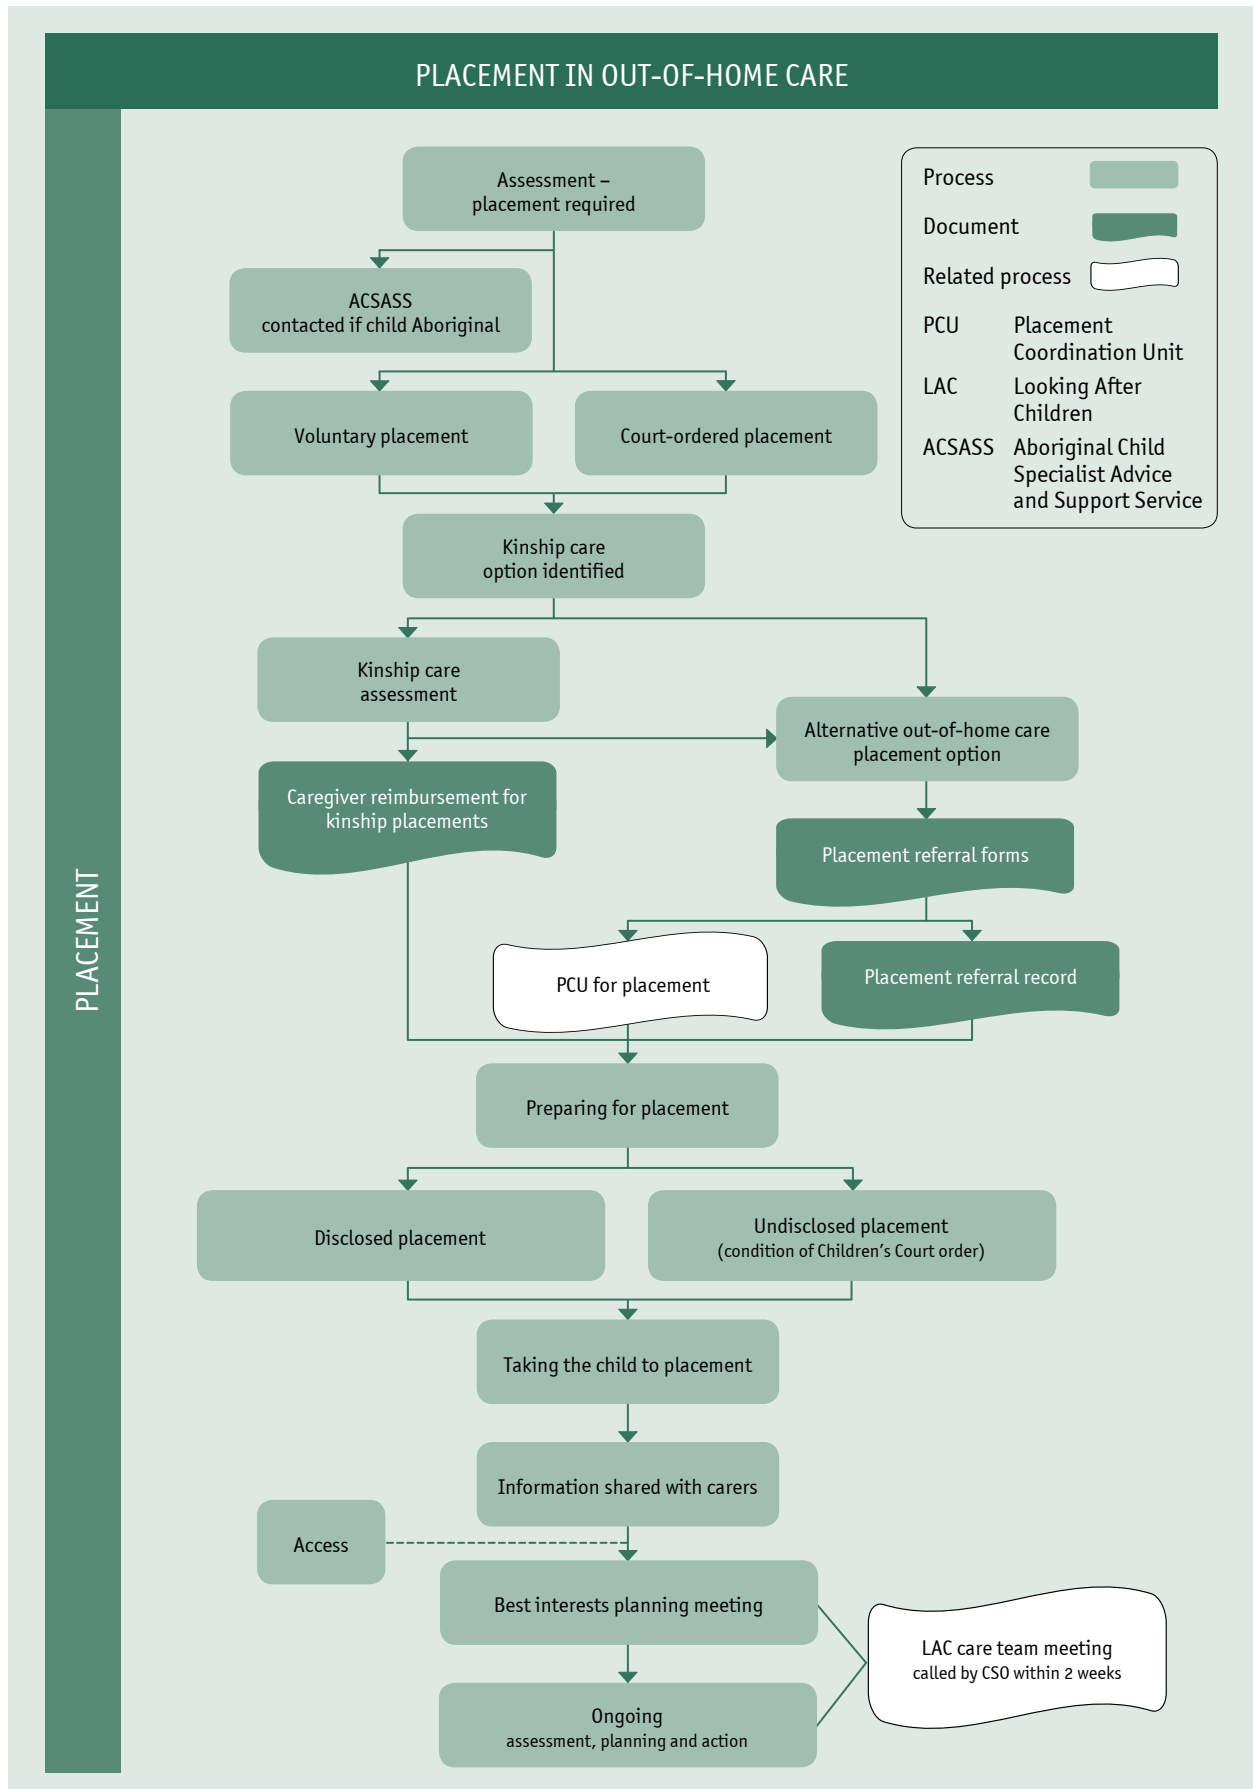 PLACEMENT IN OUT-OF-HOME CARE
PLACEMENT
Assessment –
placement required
ACSASS
contacted if child Aboriginal
Voluntary placement
Court-ordered placement
Process
Document
Related process
PCU Placement
Coordination Unit
LAC Looking After
Children
ACSASS Aboriginal Child
Specialist Advice
and Support Service
Kinship care
option identified
Kinship care
assessment
Alternative out-of-home care
placement option
Caregiver reimbursement for
kinship placements
Placement referral forms
PCU for placement
Placement referral record
Preparing for placement
Disclosed placement
Undisclosed placement
(condition of Children’s Court order)
Taking the child to placement
Information shared with carers
Access
Best interests planning meeting
LAC care team meeting
called by CSO within 2 weeks
Ongoing
assessment, planning and action